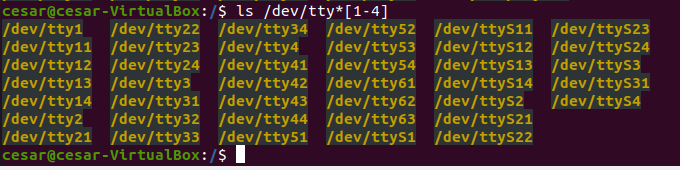 cesar@cesar-VirtualBox:/$ ls /dev/tty*[1-4]
/dev/tty1 /dev/tty22 /dev/tty34 /dev/tty52 /dev/ttyS11 /dev/ttyS23
/dev/tty11 /dev/tty23 /dev/tty4 /dev/tty53 /dev/ttyS12 /dev/ttyS24
/dev/tty12 /dev/tty24 /dev/tty41 /dev/tty54 /dev/ttyS13 /dev/ttyS3
/dev/tty13 /dev/tty3 /dev/tty42 /dev/tty61 /dev/ttyS14 /dev/ttyS31
/dev/tty14 /dev/tty31 /dev/tty43 /dev/tty62 /dev/ttyS2 /dev/ttyS4
/dev/tty2 /dev/tty32 /dev/tty44 /dev/tty63 /dev/ttyS21
/dev/tty21 /dev/tty33 /dev/tty51 /dev/ttyS1 /dev/ttyS22
cesar@cesar-VirtualBox:/$